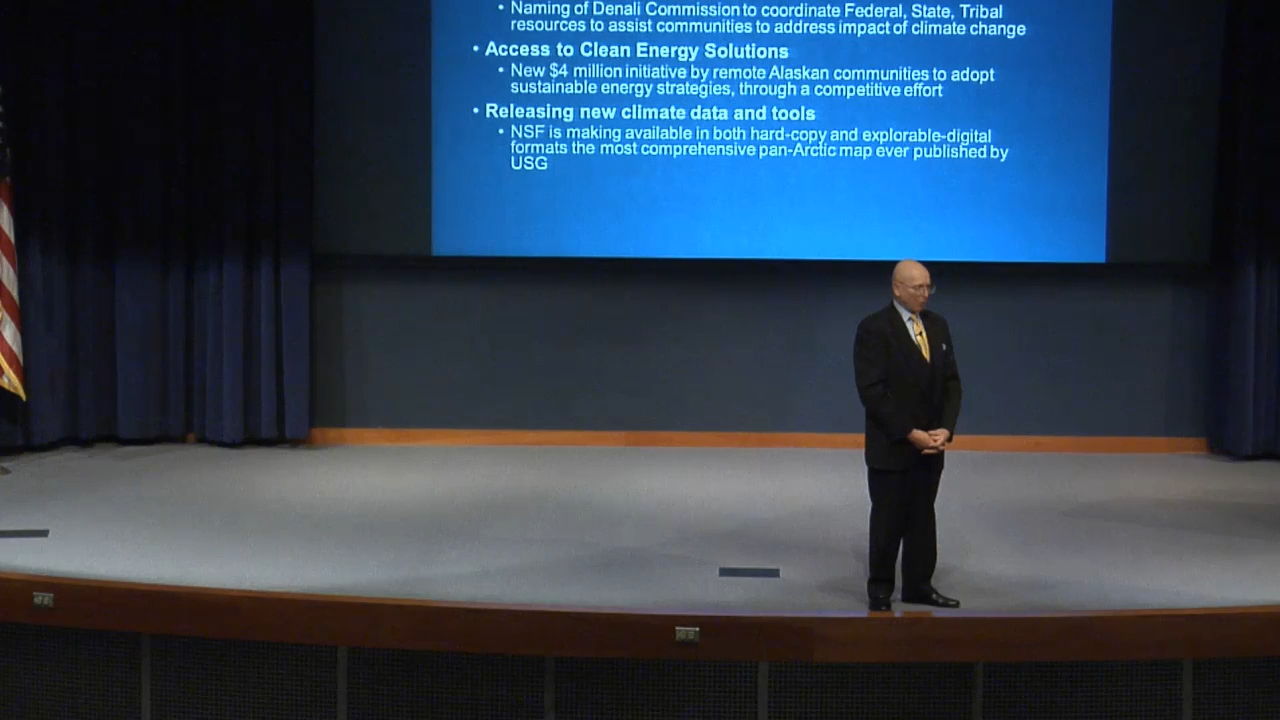 • Naming of Denali Commission to coordinate Federal, State, Tribal
resources to assist communities to address impact of climate change
• Access to Clean Energy Solutions
• New $4 million initiative by remote Alaskan communities to adopt
sustainable energy strategies, through a competitive effort
• Releasing new climate data and tools
• NSF is making available in both hard-copy and explorable-digital
formats the most comprehensive pan-Arctic map ever published by
USG